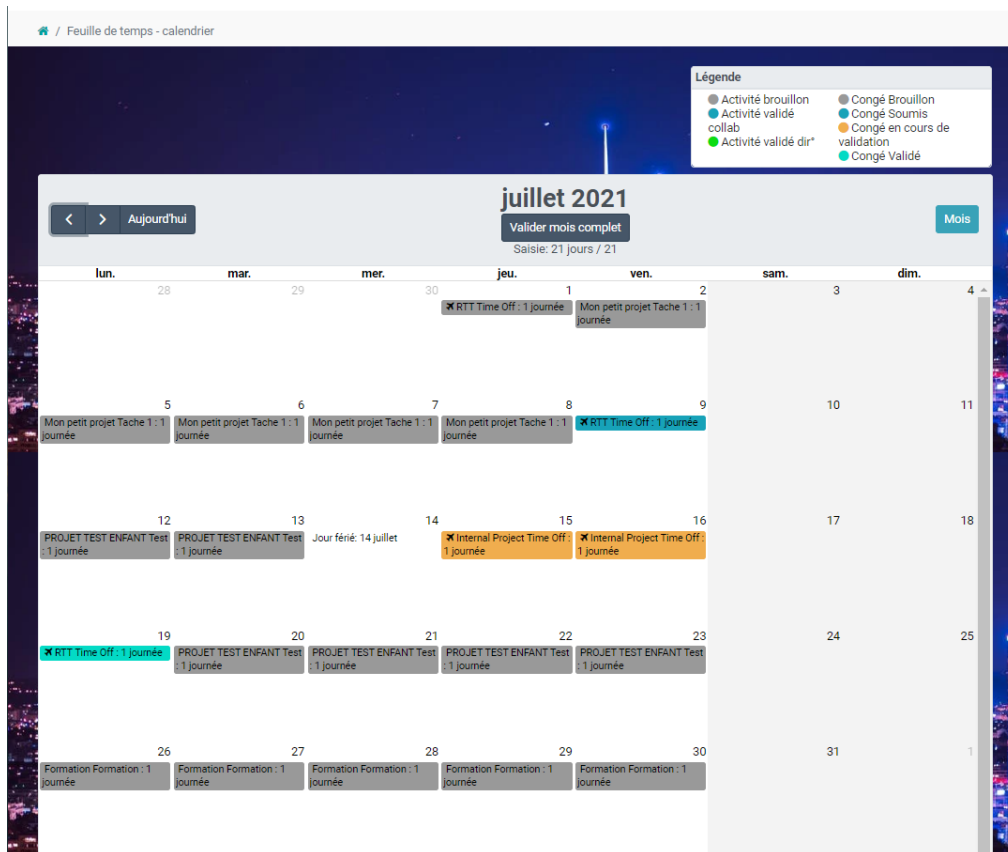 / Feuille de temps - calendrier
Légende
Activité brouillon
Activité validé
collab
Activité validé dir°
Congé Brouillon
Congé Soumis
Congé en cours de
validation
Congé Validé
Aujourd'hui
juillet 2021
Valider mois complet
Saisie: 21 jours / 21
Mois
lun. mar. mer. jeu. ven. sam. dim.
28 29 30 1 2 3 4
RTT Time Off : 1 journée
Mon petit projet Tache 1 : 1
journée
5 6 7 8 9 10 11
Mon petit projet Tache 1 : 1
journée
Mon petit projet Tache 1 : 1
journée
Mon petit projet Tache 1 : 1
journée
Mon petit projet Tache 1 : 1
journée
RTT Time Off : 1 journée
12 13 14 15 16 17 18
PROJET TEST ENFANT Test
: 1 journée
PROJET TEST ENFANT Test
: 1 journée
Jour férié: 14 juillet
Internal Project Time Off :
1 journée
Internal Project Time Off :
1 journée
19 20 21 22 23 24 25
RTT Time Off : 1 journée
PROJET TEST ENFANT Test
: 1 journée
PROJET TEST ENFANT Test
: 1 journée
PROJET TEST ENFANT Test
: 1 journée
PROJET TEST ENFANT Test
: 1 journée
26 27 28 29 30 31 1
Formation Formation : 1
journée
Formation Formation : 1
journée
Formation Formation : 1
journée
Formation Formation : 1
journée
Formation Formation : 1
journée